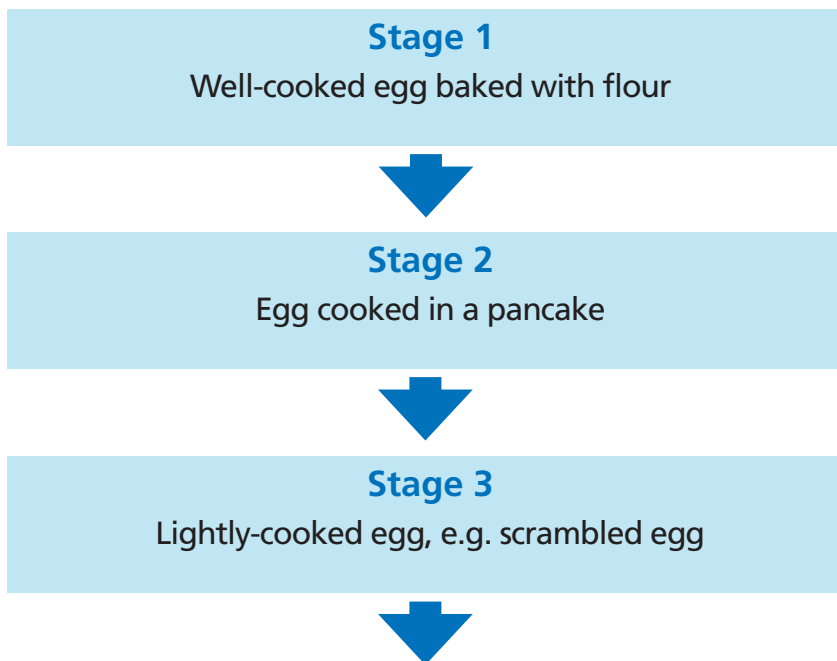 Stage 1
Well-cooked egg baked with flour
Stage 2
Egg cooked in a pancake
Stage 3
Lightly-cooked egg, e.g. scrambled egg